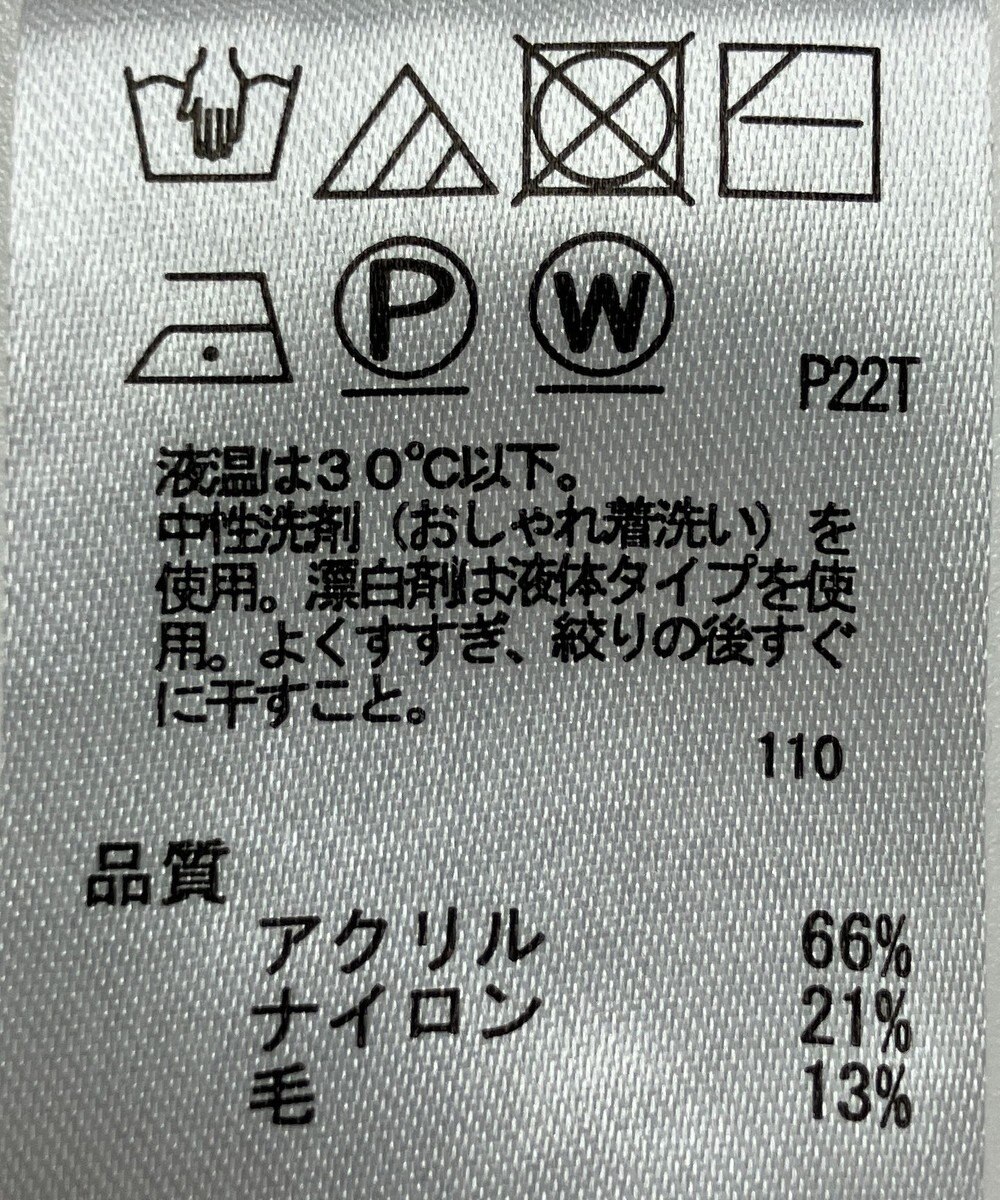 P
W
P22T
液温は30℃以下。
中性洗剤（おしゃれ着洗い）を
使用。漂白剤は液体タイプを使
用。よくすすぎ、絞りの後すぐ
に干すこと。
110
品質
アクリル 66%
ナイロン 21%
毛 13%